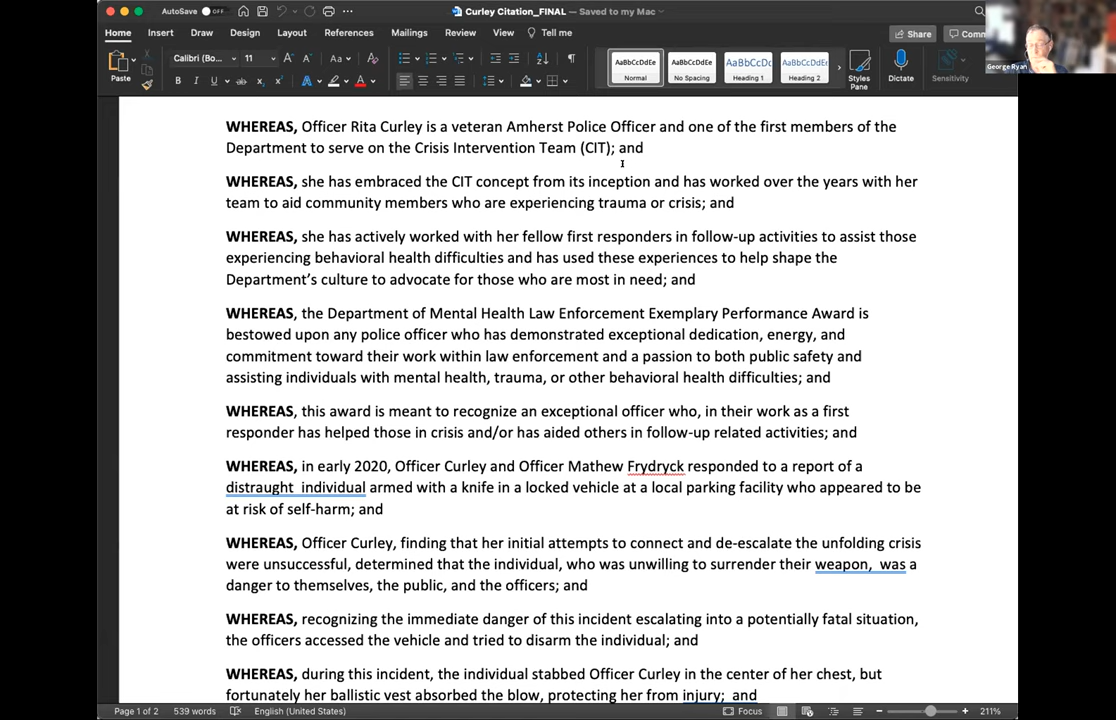 AutoSave OFF Curley Citation_FINAL — Saved to my Mac
Home Insert Draw Design Layout References Mailings Review View Tell me Share Comm
Paste Calibri (Bo... 11 Aa AaBbCcDdEe Normal AaBbCcDdEe No Spacing AaBbCcDc Heading 1 AaBbCcDdEe Heading 2 Styles Pane Dictate Sensitivity
George Ryan
WHEREAS, Officer Rita Curley is a veteran Amherst Police Officer and one of the first members of the
Department to serve on the Crisis Intervention Team (CIT); and
WHEREAS, she has embraced the CIT concept from its inception and has worked over the years with her
team to aid community members who are experiencing trauma or crisis; and
WHEREAS, she has actively worked with her fellow first responders in follow-up activities to assist those
experiencing behavioral health difficulties and has used these experiences to help shape the
Department's culture to advocate for those who are most in need; and
WHEREAS, the Department of Mental Health Law Enforcement Exemplary Performance Award is
bestowed upon any police officer who has demonstrated exceptional dedication, energy, and
commitment toward their work within law enforcement and a passion to both public safety and
assisting individuals with mental health, trauma, or other behavioral health difficulties; and
WHEREAS, this award is meant to recognize an exceptional officer who, in their work as a first
responder has helped those in crisis and/or has aided others in follow-up related activities; and
WHEREAS, in early 2020, Officer Curley and Officer Mathew Frydryck responded to a report of a
distraught  individual armed with a knife in a locked vehicle at a local parking facility who appeared to be
at risk of self-harm; and
WHEREAS, Officer Curley, finding that her initial attempts to connect and de-escalate the unfolding crisis
were unsuccessful, determined that the individual, who was unwilling to surrender their weapon,  was a
danger to themselves, the public, and the officers; and
WHEREAS, recognizing the immediate danger of this incident escalating into a potentially fatal situation,
the officers accessed the vehicle and tried to disarm the individual; and
WHEREAS, during this incident, the individual stabbed Officer Curley in the center of her chest, but
fortunately her ballistic vest absorbed the blow, protecting her from injury;  and
Page 1 of 2 539 words English (United States) Focus 211%